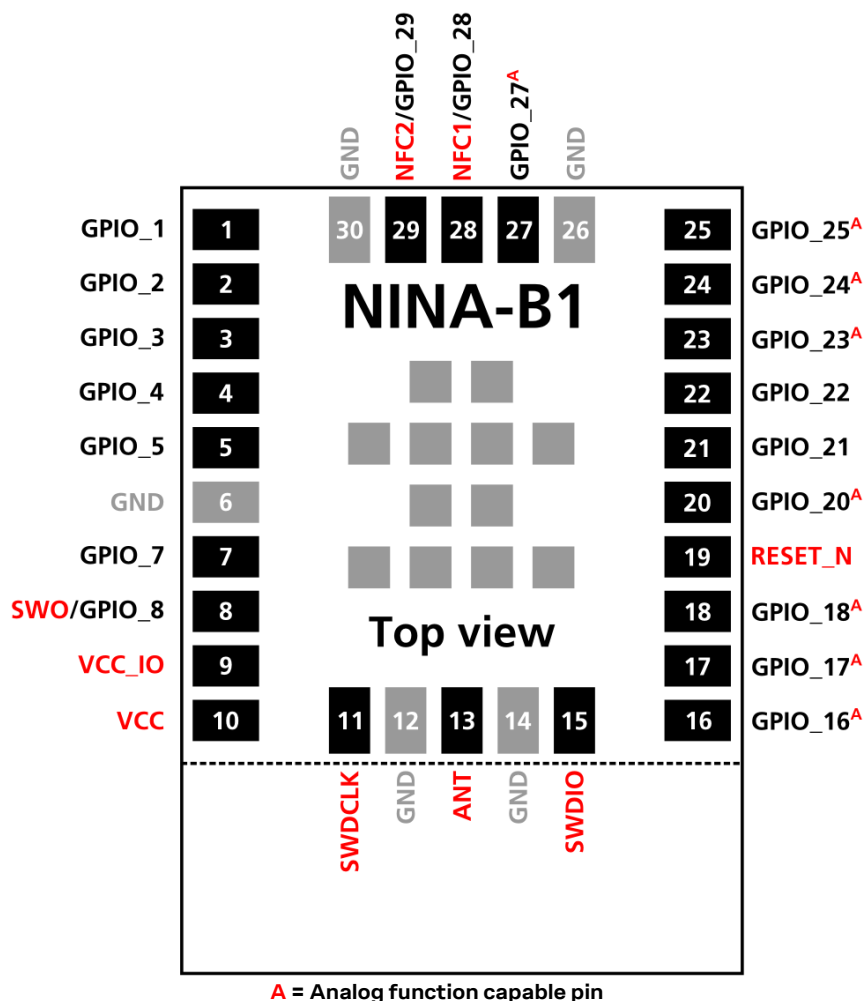 GND
NFC2/GPIO_29
NFC1/GPIO_28
GPIO_27A
GND
30 29 28 27 26
GPIO_1 1
GPIO_2 2
GPIO_3 3
GPIO_4 4
GPIO_5 5
GND 6
GPIO_7 7
SWO/GPIO_8 8
VCC_IO 9
VCC 10
NINA-B1
Top view
25 GPIO_25A
24 GPIO_24A
23 GPIO_23A
22 GPIO_22
21 GPIO_21
20 GPIO_20A
19 RESET_N
18 GPIO_18A
17 GPIO_17A
16 GPIO_16A
11 12 13 14 15
SWDCLK
GND
ANT
GND
SWDIO
A = Analog function capable pin